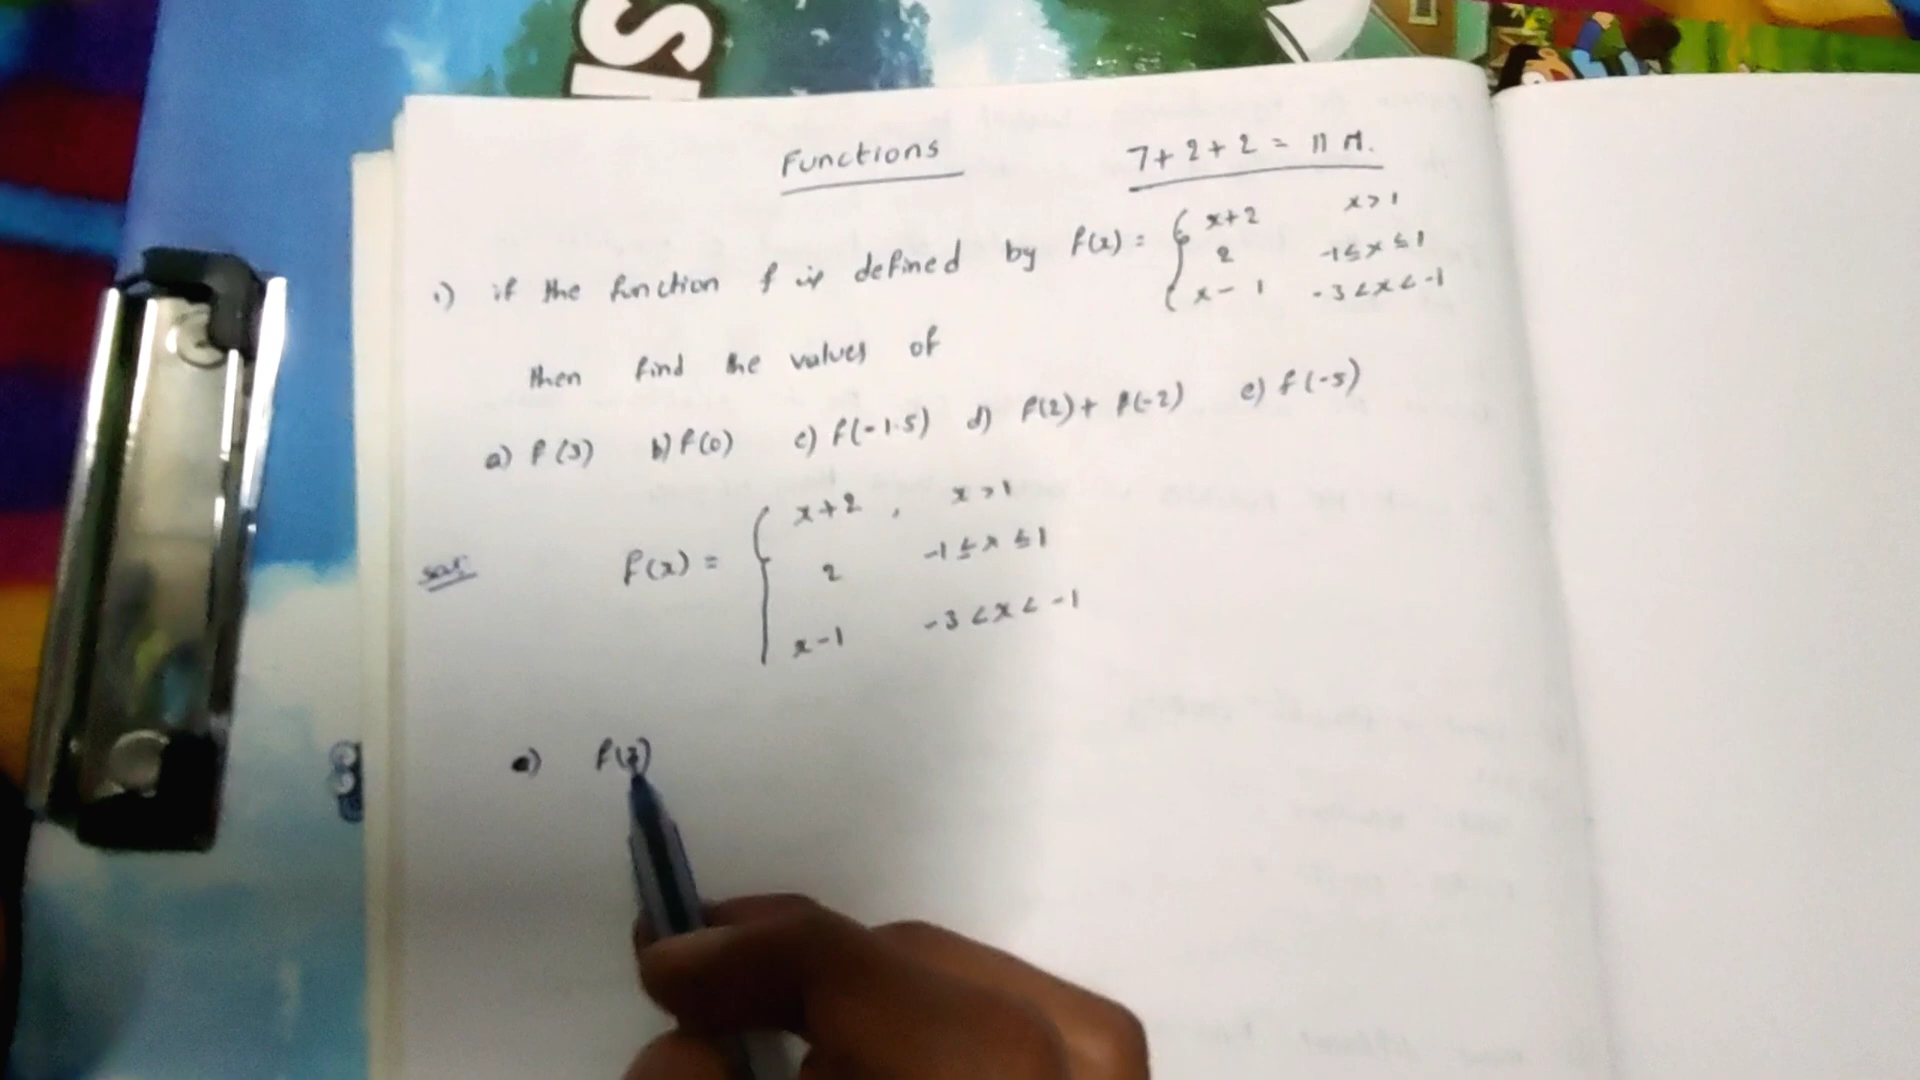 IS
Functions 7+2+2 = 11 M.
1) if the function f is defined by f(x) = { x+2 x>1
2 -1≤x≤1
x-1 -3<x<-1
then find the values of
a) f(3) b) f(0) c) f(-1.5) d) f(2)+ f(-2) e) f(-5)
sol f(x) = { x+2 , x>1
2 -1≤x≤1
x-1 -3<x<-1
a) f(3)